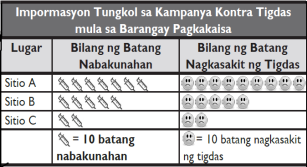 Impormasyon Tungkol sa Kampanya Kontra Tigdas
mula sa Barangay Pagkakaisa
Lugar
Bilang ng Batang
Nabakunahan
Bilang ng Batang
Nagkasakit ng Tigdas
Sitio A
Sitio B
Sitio C
= 10 batang
nabakunahan
= 10 batang nagkasakit
ng tigdas